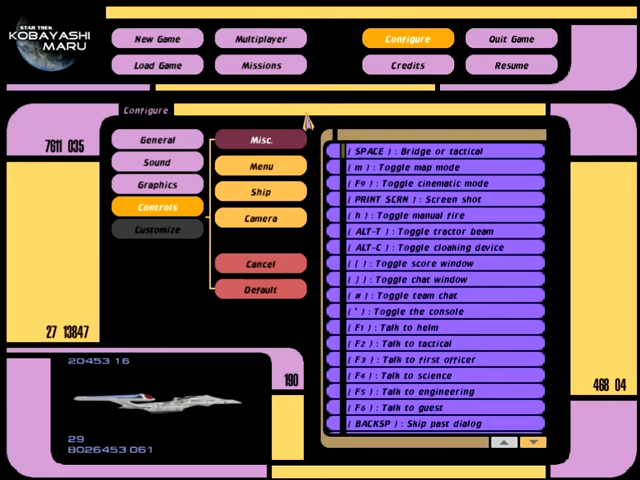 STAR TREK
KOBAYASHI
MARU
New Game
Multiplayer
Configure
Quit Game
Load Game
Missions
Credits
Resume
Configure
7611 035
General
Sound
Graphics
Controls
Customize
Misc.
Menu
Ship
Camera
Cancel
Default
( SPACE ) : Bridge or tactical
( m ) : Toggle map mode
( F9 ) : Toggle cinematic mode
( PRINT SCRN ) : Screen shot
( h ) : Toggle manual fire
( ALT-T ) : Toggle tractor beam
( ALT-C ) : Toggle cloaking device
( [ ) : Toggle score window
( ] ) : Toggle chat window
( # ) : Toggle team chat
( ` ) : Toggle the console
( F1 ) : Talk to helm
( F2 ) : Talk to tactical
( F3 ) : Talk to first officer
( F4 ) : Talk to science
( F5 ) : Talk to engineering
( F6 ) : Talk to guest
( BACKSP ) : Skip past dialog
27 13847
20453 16
190
468 04
29
8026453 061